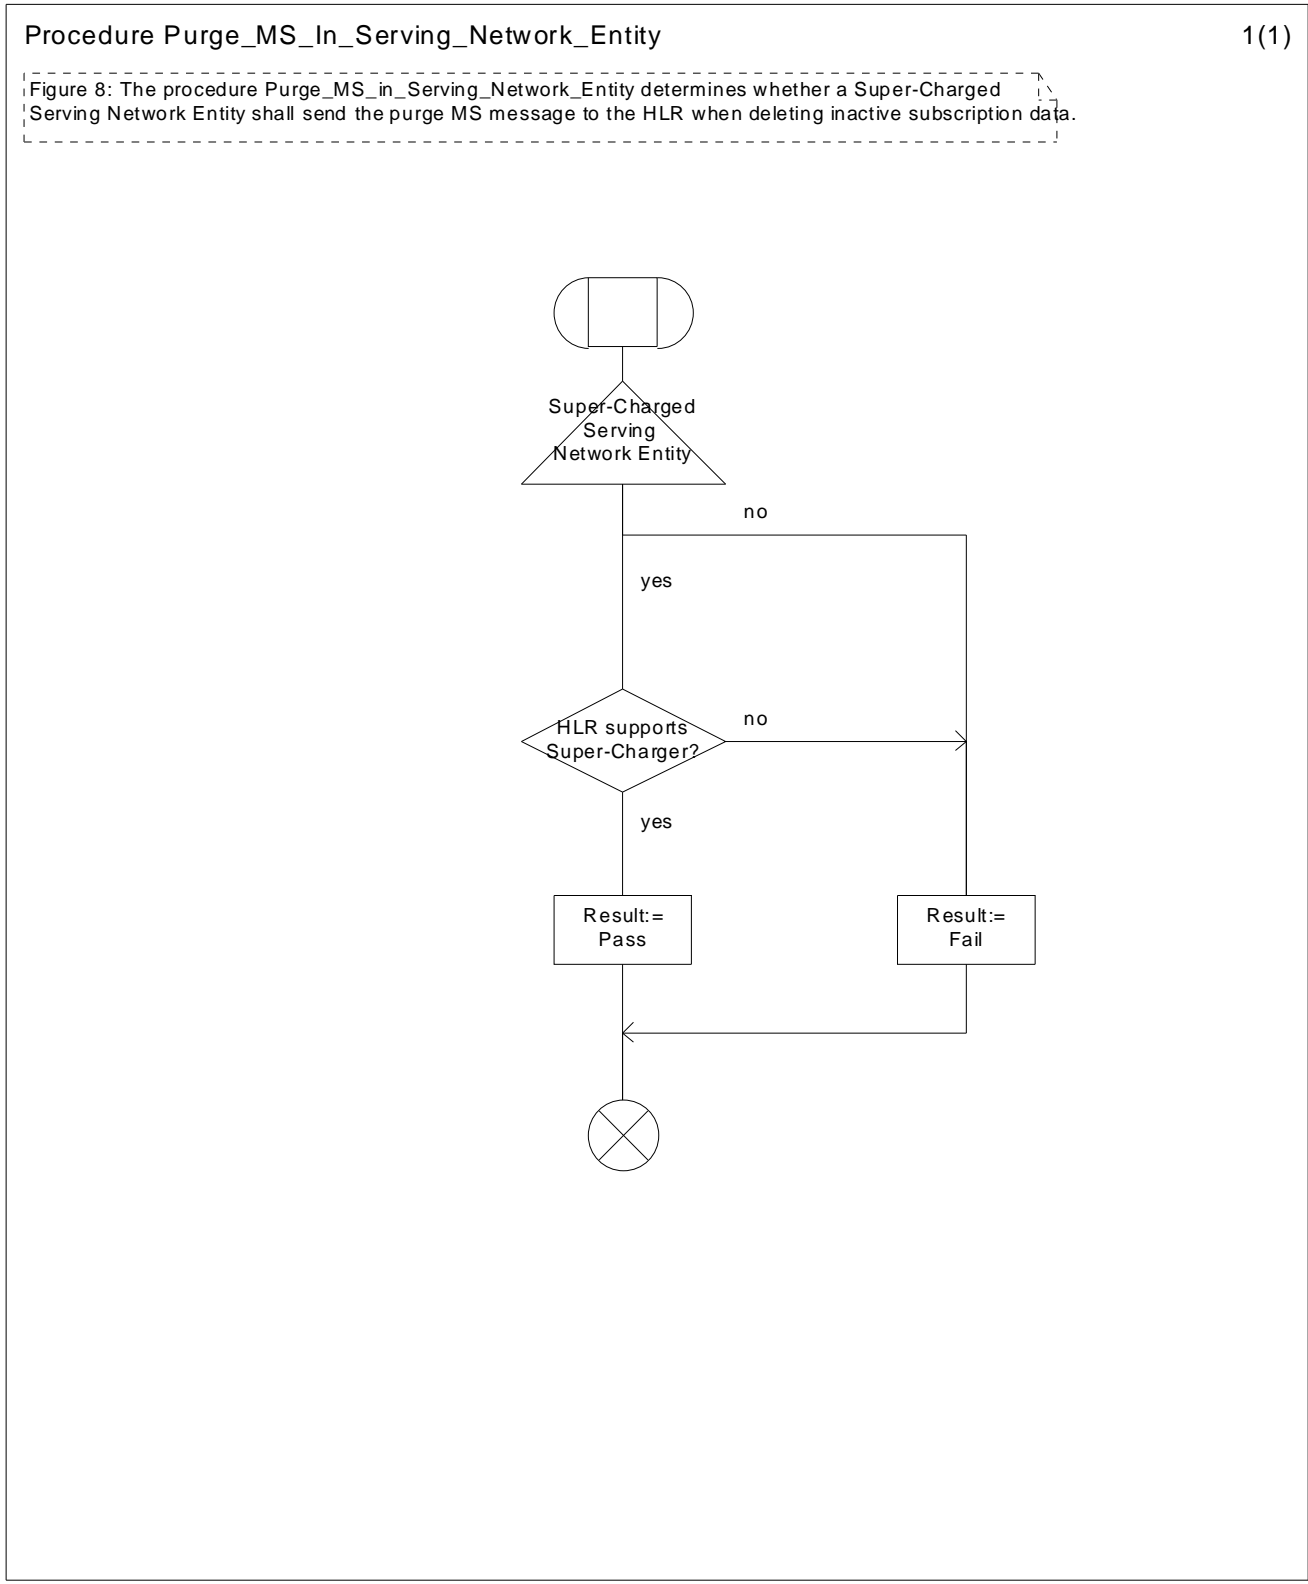 Procedure Purge_MS_In_Serving_Network_Entity
1(1)
Figure 8: The procedure Purge_MS_in_Serving_Network_Entity determines whether a Super-Charged
Serving Network Entity shall send the purge MS message to the HLR when deleting inactive subscription data.
Super-Charged
Serving
Network Entity
no
yes
HLR supports
Super-Charger?
no
yes
Result:=
Pass
Result:=
Fail